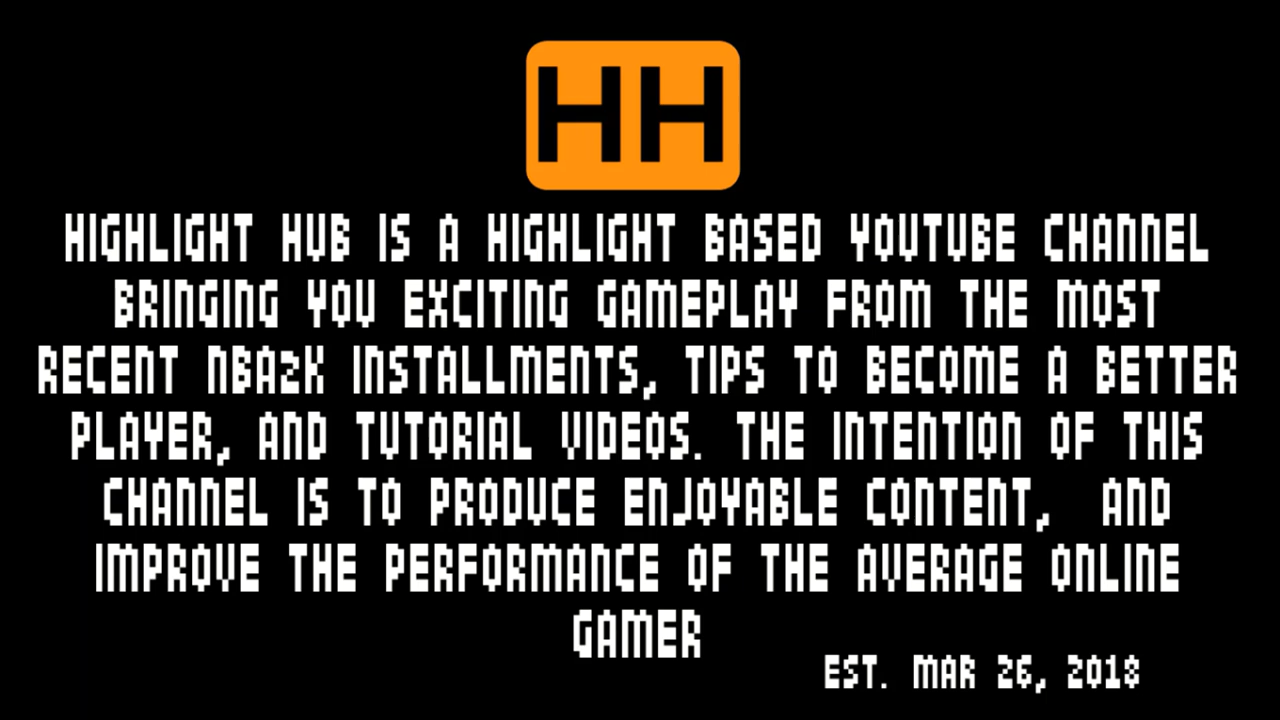 HH
HIGHLIGHT HUB IS A HIGHLIGHT BASED YOUTUBE CHANNEL
BRINGING YOU EXCITING GAMEPLAY FROM THE MOST
RECENT NBA2K INSTALLMENTS, TIPS TO BECOME A BETTER
PLAYER, AND TUTORIAL VIDEOS. THE INTENTION OF THIS
CHANNEL IS TO PRODUCE ENJOYABLE CONTENT, AND
IMPROVE THE PERFORMANCE OF THE AVERAGE ONLINE
GAMER
EST. MAR 26, 2018